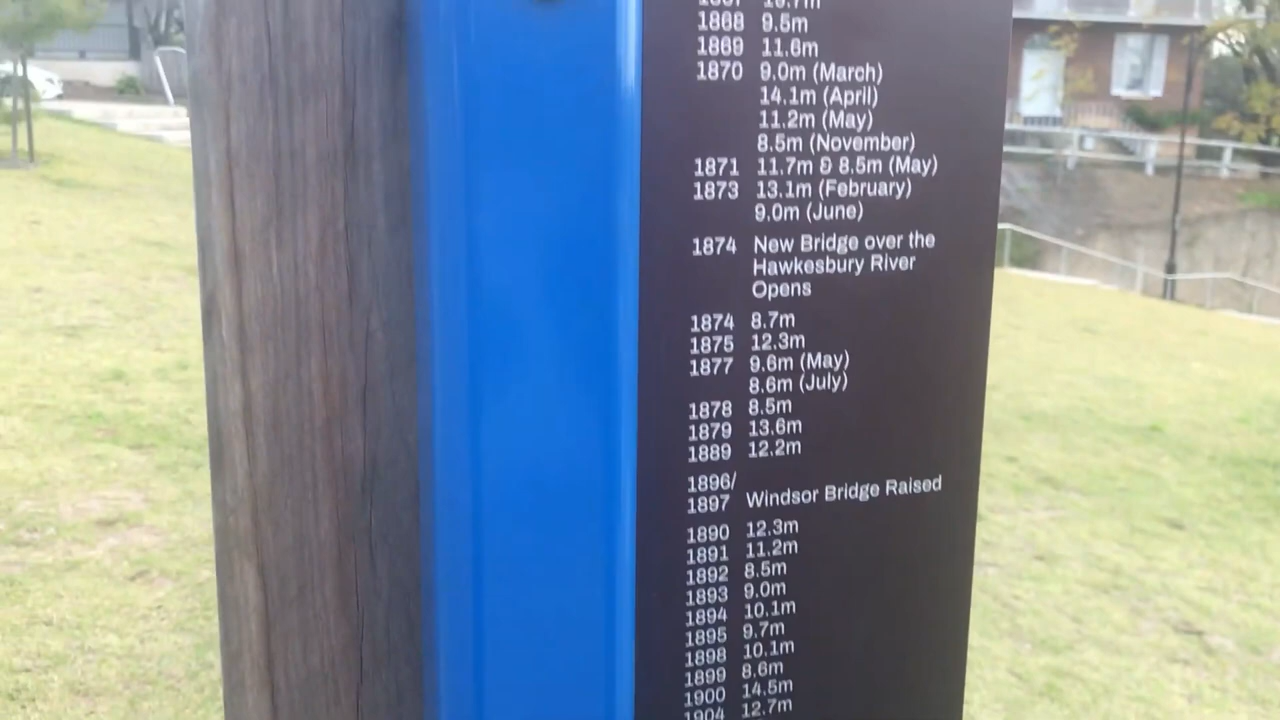 1867 10.7m
1868 9.5m
1869 11.6m
1870 9.0m (March)
14.1m (April)
11.2m (May)
8.5m (November)
1871 11.7m & 8.5m (May)
1873 13.1m (February)
9.0m (June)
1874 New Bridge over the
Hawkesbury River
Opens
1874 8.7m
1875 12.3m
1877 9.6m (May)
8.6m (July)
1878 8.5m
1879 13.6m
1889 12.2m
1896/
1897 Windsor Bridge Raised
1890 12.3m
1891 11.2m
1892 8.5m
1893 9.0m
1894 10.1m
1895 9.7m
1898 10.1m
1899 8.6m
1900 14.5m
1904 12.7m